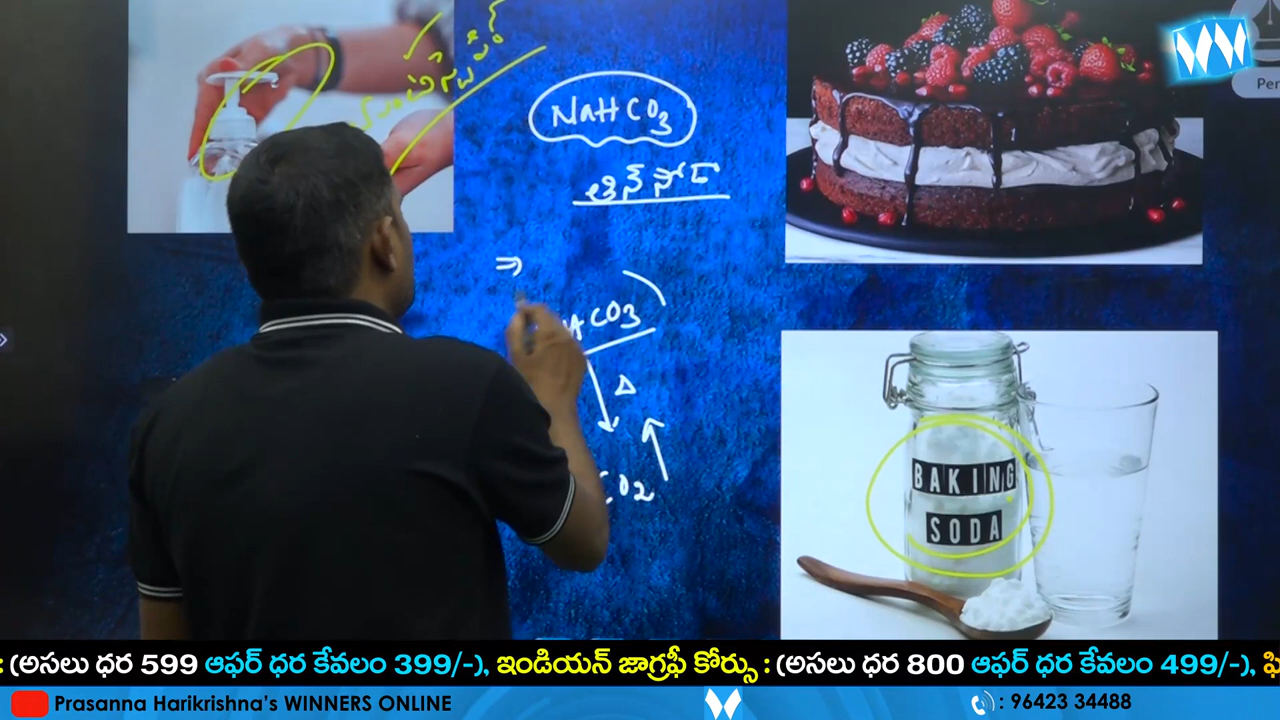 NaHCO3
Per
CO3
Δ
CO2
BAKING
SODA
: (అసలు ధర 599 ఆఫర్ ధర కేవలం 399/-), ఇండియన్ జాగ్రఫీ కోర్సు : (అసలు ధర 800 ఆఫర్ ధర కేవలం 499/-),
Prasanna Harikrishna's WINNERS ONLINE
: 96423 34488